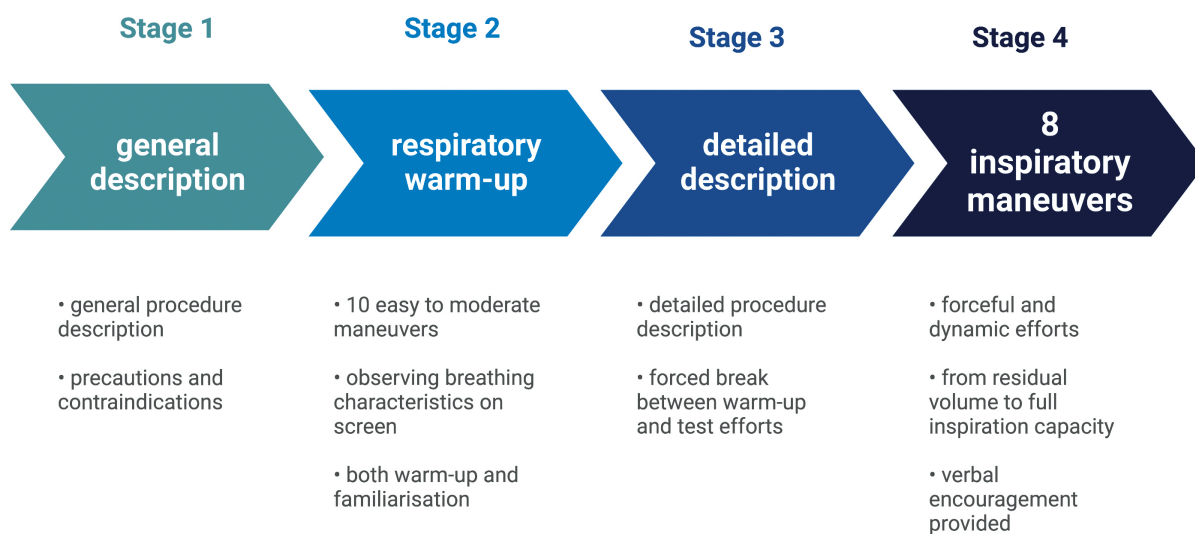 Stage 1
general
description
• general procedure
description
• precautions and
contraindications
Stage 2
respiratory
warm-up
• 10 easy to moderate
maneuvers
• observing breathing
characteristics on
screen
• both warm-up and
familiarisation
Stage 3
detailed
description
• detailed procedure
description
• forced break
between warm-up
and test efforts
Stage 4
8
inspiratory
maneuvers
• forceful and
dynamic efforts
• from residual
volume to full
inspiration capacity
• verbal
encouragement
provided